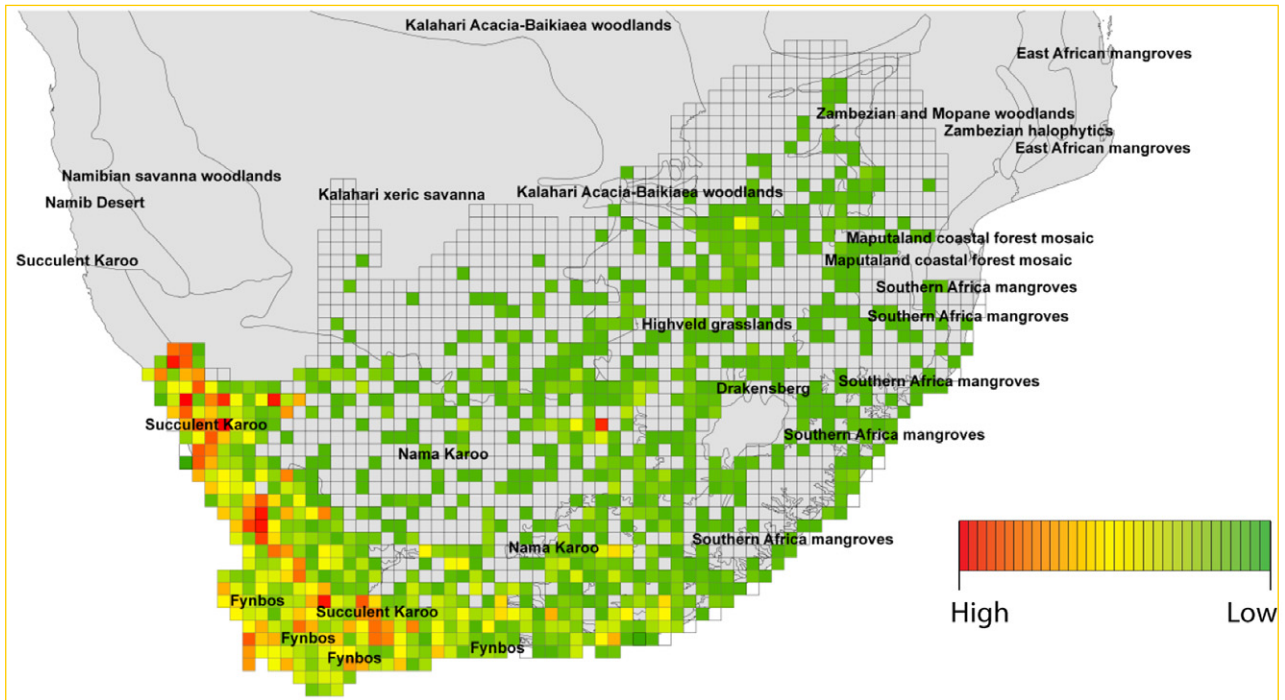 Kalahari Acacia-Baikiaea woodlands
East African mangroves
Zambezian and Mopane woodlands
Zambezian halophytics
East African mangroves
Namibian savanna woodlands
Kalahari xeric savanna
Kalahari Acacia-Baikiaea woodlands
Namib Desert
Maputaland coastal forest mosaic
Succulent Karoo
Maputaland coastal forest mosaic
Southern Africa mangroves
Southern Africa mangroves
Highveld grasslands
Southern Africa mangroves
Drakensberg
Succulent Karoo
Southern Africa mangroves
Nama Karoo
Southern Africa mangroves
Nama Karoo
Fynbos
Succulent Karoo
High
Low
Fynbos
Fynbos
Fynbos